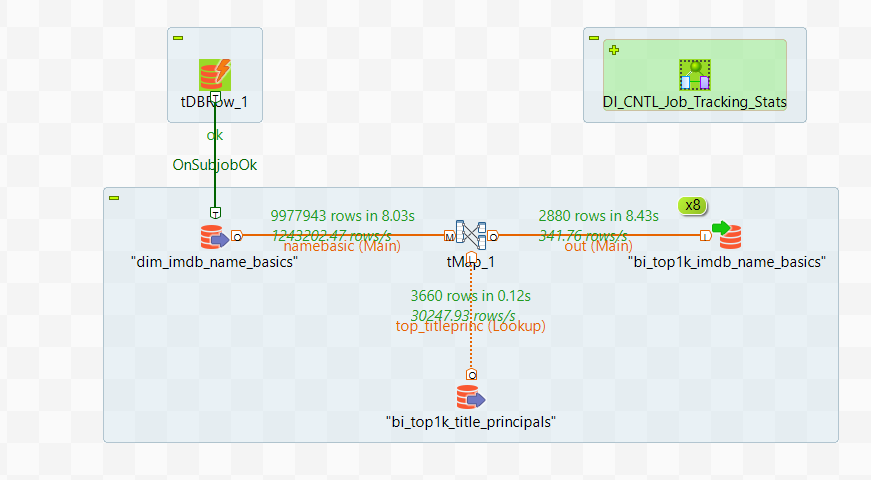 tDBRow_1
DI_CNTL_Job_Tracking_Stats
ok
OnSubjobOk
x8
9977943 rows in 8.03s
1243202.47 rows/s
namebasic (Main)
2880 rows in 8.43s
341.76 rows/s
out (Main)
"dim_imdb_name_basics"
tMap_1
"bi_top1k_imdb_name_basics"
3660 rows in 0.12s
30247.93 rows/s
top_titleprinc (Lookup)
"bi_top1k_title_principals"